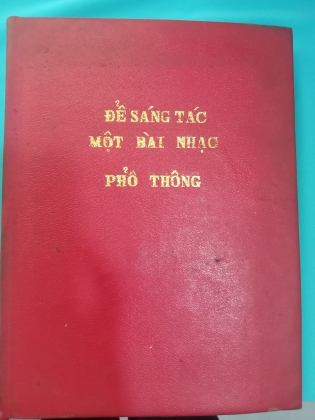 ĐỂ SÁNG TÁC
MỘT BÀI NHẠC
PHỔ THÔNG